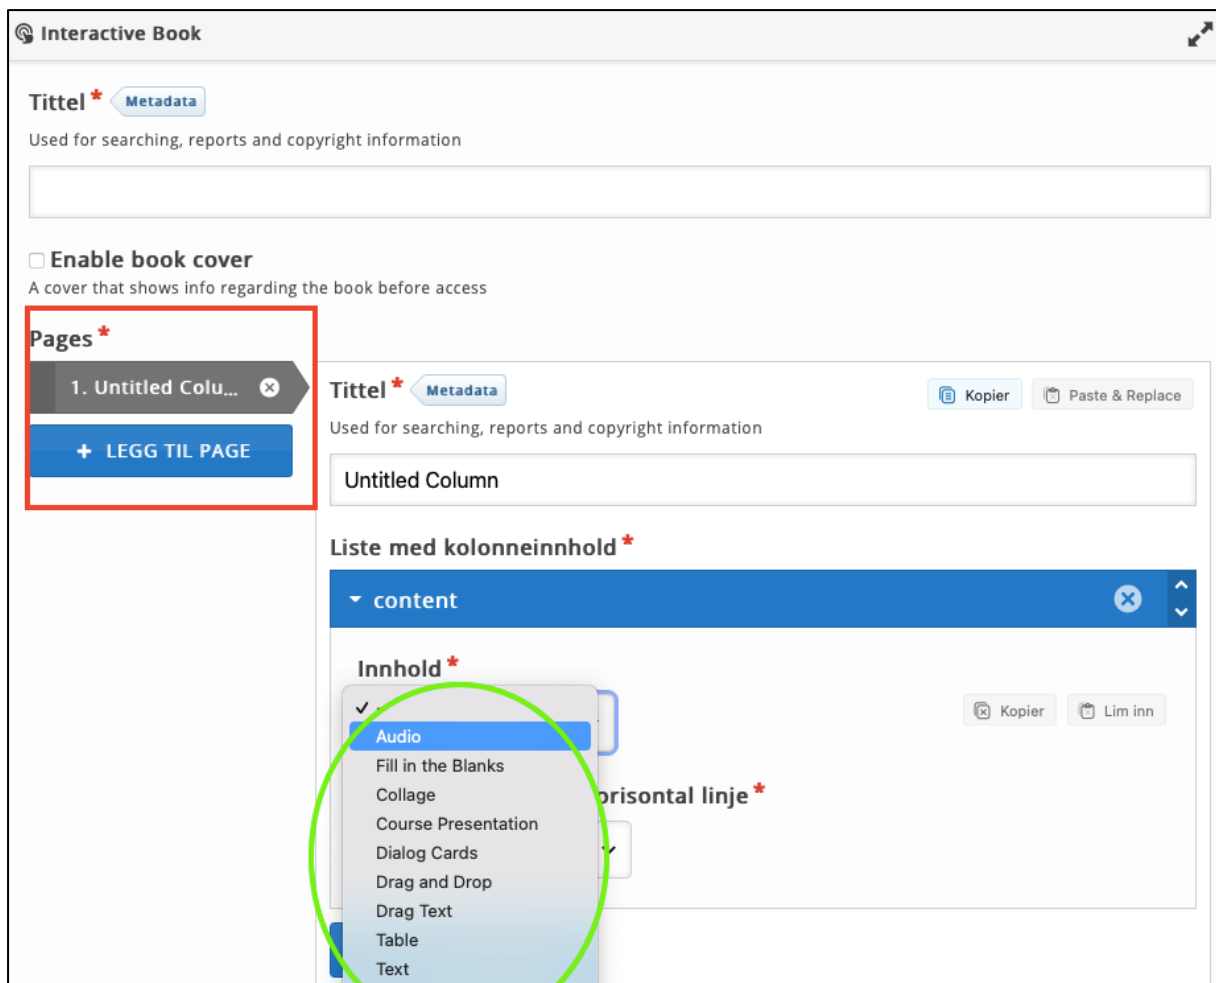 Interactive Book
Tittel * Metadata
Used for searching, reports and copyright information
Enable book cover
A cover that shows info regarding the book before access
Pages *
1. Untitled Colu...
+ LEGG TIL PAGE
Tittel * Metadata
Kopier
Paste & Replace
Used for searching, reports and copyright information
Untitled Column
Liste med kolonneinnhold *
content
Innhold *
Kopier
Lim inn
✓ -
Audio
Fill in the Blanks
Collage
Course Presentation
Dialog Cards
Drag and Drop
Drag Text
Table
Text
linje *